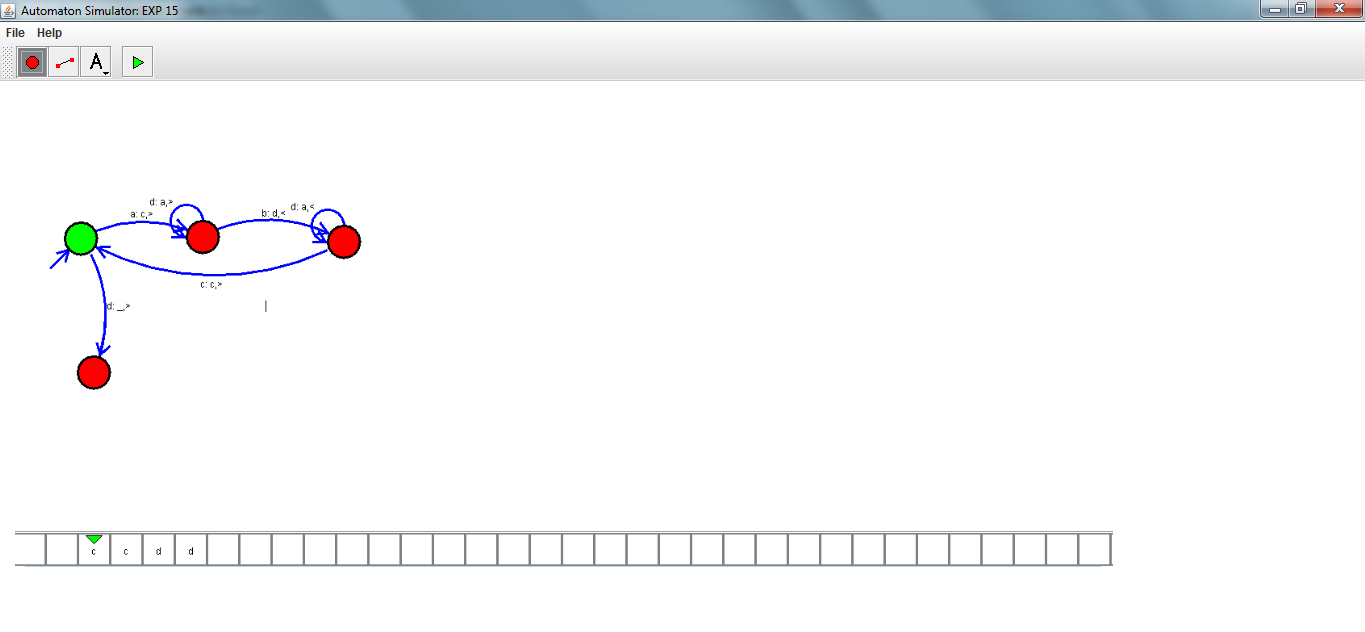 Automaton Simulator: EXP 15
File Help
A
d: a,>
a: c,>
b: d,<
d: a,<
c: c,>
d: _,>
c c d d